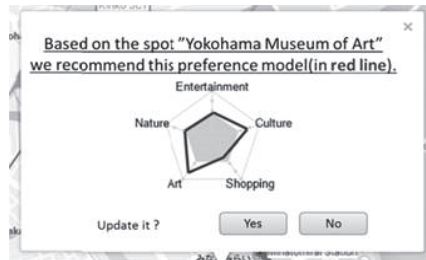 Based on the spot "Yokohama Museum of Art"
we recommend this preference model(in red line).
Entertainment
Nature
Culture
Art
Shopping
Update it ?
Yes
No